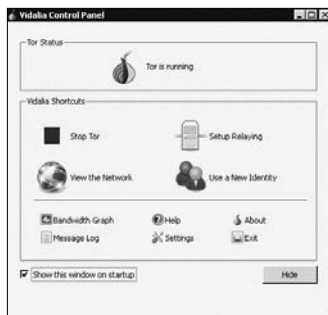 Vidalia Control Panel
Tor Status
Tor is running
Vidalia Shortcuts
Stop Tor
Setup Relaying
View the Network
Use a New Identity
Bandwidth Graph
Help
About
Message Log
Settings
Exit
Show this window on startup
Hide